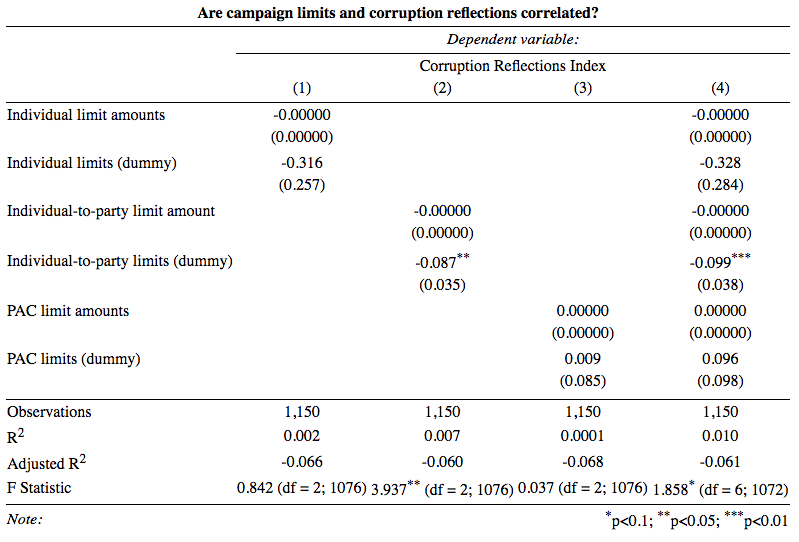 Are campaign limits and corruption reflections correlated?
Dependent variable:
Corruption Reflections Index
(1) (2) (3) (4)
Individual limit amounts -0.00000 -0.00000
(0.00000) (0.00000)
Individual limits (dummy) -0.316 -0.328
(0.257) (0.284)
Individual-to-party limit amount -0.00000 -0.00000
(0.00000) (0.00000)
Individual-to-party limits (dummy) -0.087** -0.099***
(0.035) (0.038)
PAC limit amounts 0.00000 0.00000
(0.00000) (0.00000)
PAC limits (dummy) 0.009 0.096
(0.085) (0.098)
Observations 1,150 1,150 1,150 1,150
R2 0.002 0.007 0.0001 0.010
Adjusted R2 -0.066 -0.060 -0.068 -0.061
F Statistic 0.842 (df = 2; 1076) 3.937** (df = 2; 1076) 0.037 (df = 2; 1076) 1.858* (df = 6; 1072)
Note: *p<0.1; **p<0.05; ***p<0.01